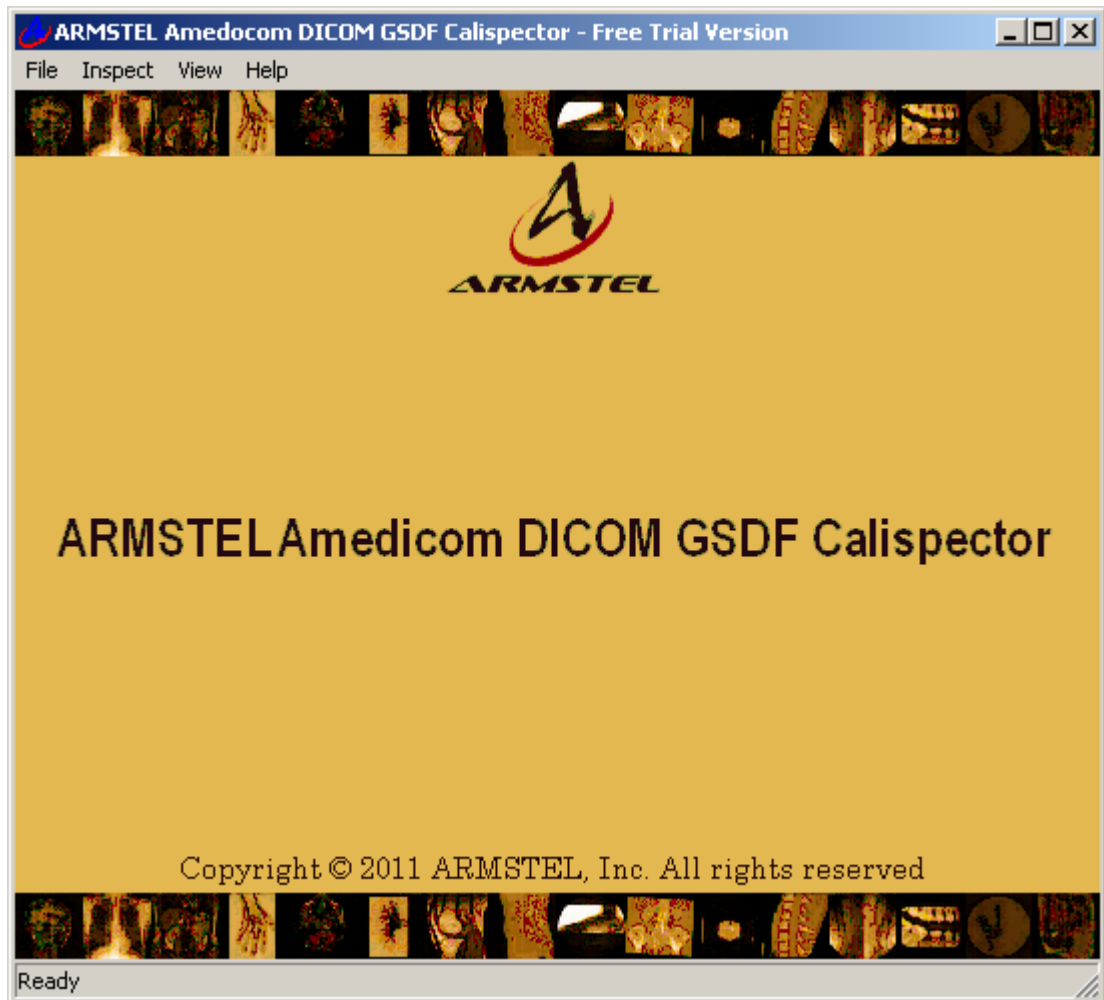 ARMSTEL Amedocom DICOM GSDF Calispector - Free Trial Version
File Inspect View Help
ARMSTEL
ARMSTEL Amedicom DICOM GSDF Calispector
Copyright © 2011 ARMSTEL, Inc. All rights reserved
Ready